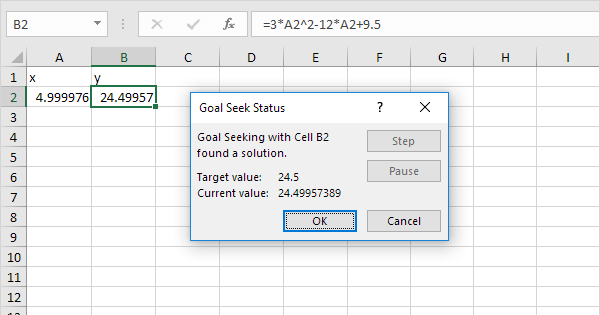 B2 fx =3*A2^2-12*A2+9.5
A B C D E F G H I
1 x y
2 4.999976 24.49957
3
4
5
6
7
8
9
10
11
12
13
Goal Seek Status ? ×
Goal Seeking with Cell B2
found a solution.
Step
Target value: 24.5
Pause
Current value: 24.49957389
OK Cancel